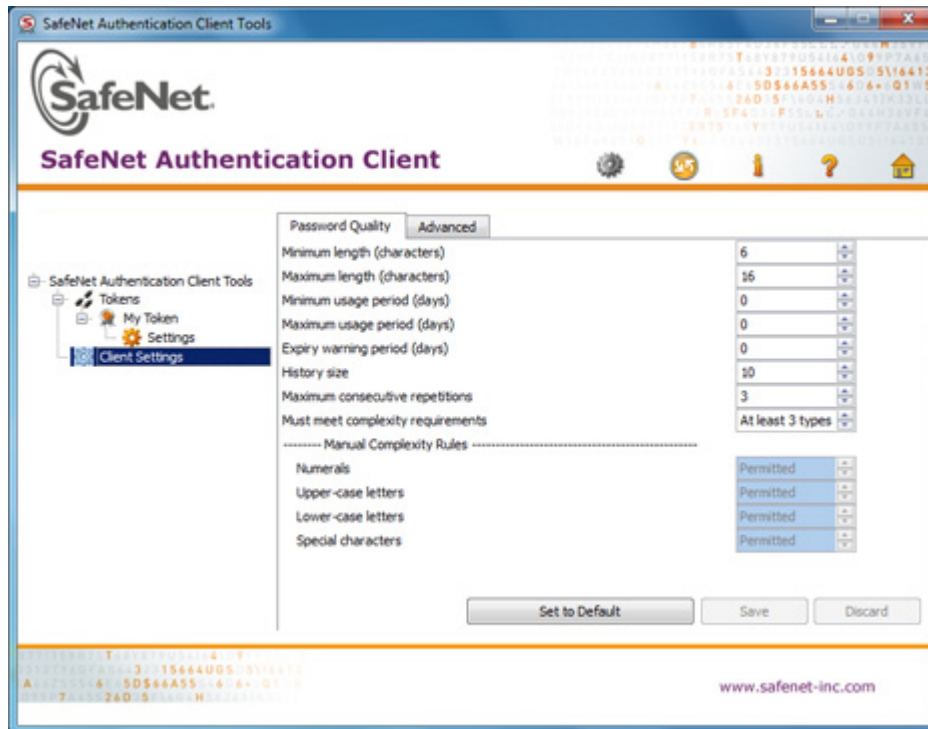 SafeNet Authentication Client Tools
SafeNet.
SafeNet Authentication Client
Password Quality Advanced
Minimum length (characters) 6
Maximum length (characters) 16
Minimum usage period (days) 0
Maximum usage period (days) 0
Expiry warning period (days) 0
History size 10
Maximum consecutive repetitions 3
Must meet complexity requirements At least 3 types
-------- Manual Complexity Rules --------
Numerals Permitted
Upper-case letters Permitted
Lower-case letters Permitted
Special characters Permitted
SafeNet Authentication Client Tools
Tokens
My Token
Settings
Client Settings
Set to Default Save Discard
www.safenet-inc.com